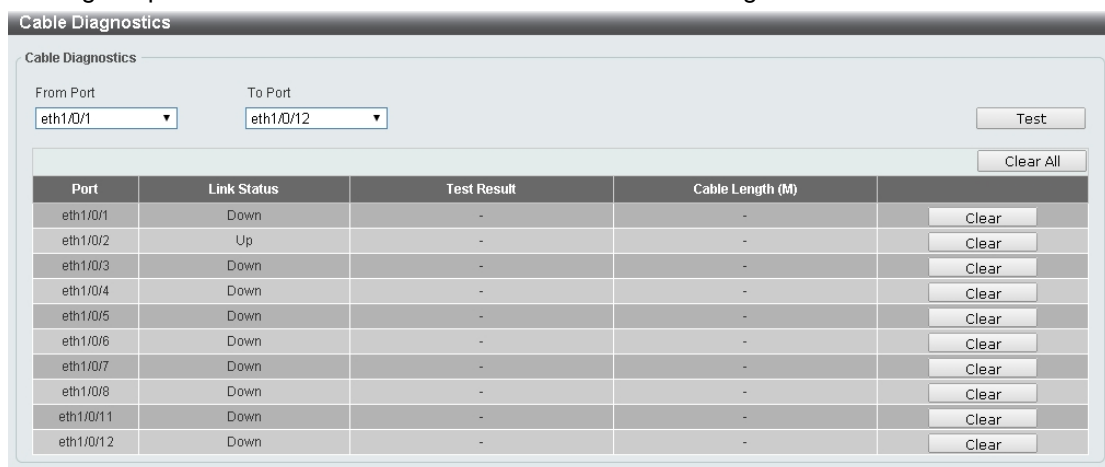 Cable Diagnostics
Cable Diagnostics
From Port To Port
eth1/0/1 eth1/0/12 Test
Clear All
Port Link Status Test Result Cable Length (M)
eth1/0/1 Down - - Clear
eth1/0/2 Up - - Clear
eth1/0/3 Down - - Clear
eth1/0/4 Down - - Clear
eth1/0/5 Down - - Clear
eth1/0/6 Down - - Clear
eth1/0/7 Down - - Clear
eth1/0/8 Down - - Clear
eth1/0/11 Down - - Clear
eth1/0/12 Down - - Clear